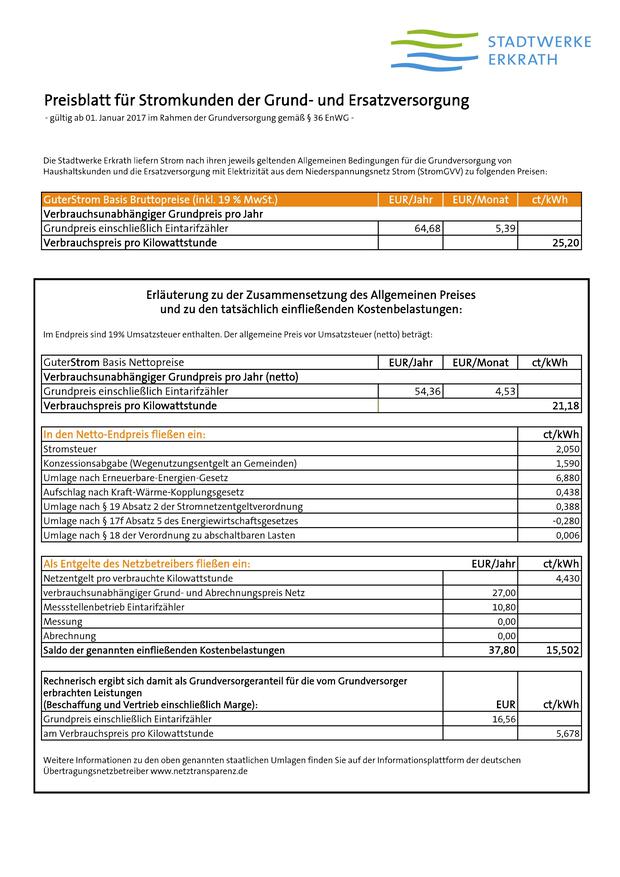 STADTWERKE
ERKRATH
Preisblatt für Stromkunden der Grund- und Ersatzversorgung
- gültig ab 01. Januar 2017 im Rahmen der Grundversorgung gemäß § 36 EnWG -
Die Stadtwerke Erkrath liefern Strom nach ihren jeweils geltenden Allgemeinen Bedingungen für die Grundversorgung von
Haushaltskunden und die Ersatzversorgung mit Elektrizität aus dem Niederspannungsnetz Strom (StromGVV) zu folgenden Preisen:
GuterStrom Basis Bruttopreise (inkl. 19 % MwSt.) EUR/Jahr EUR/Monat ct/kWh
Verbrauchsunabhängiger Grundpreis pro Jahr
Grundpreis einschließlich Eintarifzähler 64,68 5,39
Verbrauchspreis pro Kilowattstunde 25,20
Erläuterung zu der Zusammensetzung des Allgemeinen Preises
und zu den tatsächlich einfließenden Kostenbelastungen:
Im Endpreis sind 19% Umsatzsteuer enthalten. Der allgemeine Preis vor Umsatzsteuer (netto) beträgt:
GuterStrom Basis Nettopreise EUR/Jahr EUR/Monat ct/kWh
Verbrauchsunabhängiger Grundpreis pro Jahr (netto)
Grundpreis einschließlich Eintarifzähler 54,36 4,53
Verbrauchspreis pro Kilowattstunde 21,18
In den Netto-Endpreis fließen ein: ct/kWh
Stromsteuer 2,050
Konzessionsabgabe (Wegenutzungsentgelt an Gemeinden) 1,590
Umlage nach Erneuerbare-Energien-Gesetz 6,880
Aufschlag nach Kraft-Wärme-Kopplungsgesetz 0,438
Umlage nach § 19 Absatz 2 der Stromnetzentgeltverordnung 0,388
Umlage nach § 17f Absatz 5 des Energiewirtschaftsgesetzes -0,280
Umlage nach § 18 der Verordnung zu abschaltbaren Lasten 0,006
Als Entgelte des Netzbetreibers fließen ein: EUR/Jahr ct/kWh
Netzentgelt pro verbrauchte Kilowattstunde 4,430
verbrauchsunabhängiger Grund- und Abrechnungspreis Netz 27,00
Messstellenbetrieb Eintarifzähler 10,80
Messung 0,00
Abrechnung 0,00
Saldo der genannten einfließenden Kostenbelastungen 37,80 15,502
Rechnerisch ergibt sich damit als Grundversorgeranteil für die vom Grundversorger
erbrachten Leistungen
(Beschaffung und Vertrieb einschließlich Marge): EUR ct/kWh
Grundpreis einschließlich Eintarifzähler 16,56
am Verbrauchspreis pro Kilowattstunde 5,678
Weitere Informationen zu den oben genannten staatlichen Umlagen finden Sie auf der Informationsplattform der deutschen
Übertragungsnetzbetreiber www.netztransparenz.de